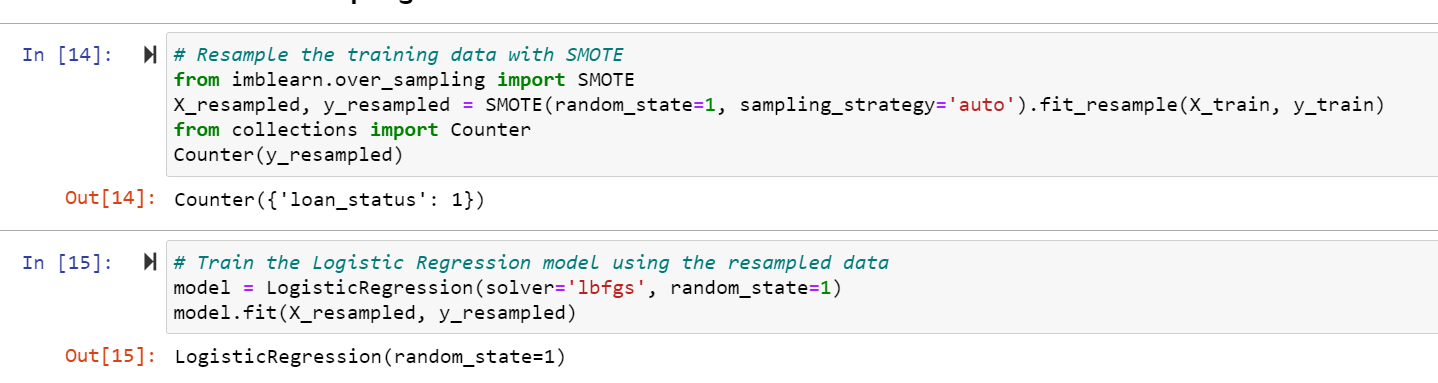 In [14]:
# Resample the training data with SMOTE
from imblearn.over_sampling import SMOTE
X_resampled, y_resampled = SMOTE(random_state=1, sampling_strategy='auto').fit_resample(X_train, y_train)
from collections import Counter
Counter(y_resampled)
Out[14]: Counter({'loan_status': 1})
In [15]:
# Train the Logistic Regression model using the resampled data
model = LogisticRegression(solver='lbfgs', random_state=1)
model.fit(X_resampled, y_resampled)
Out[15]: LogisticRegression(random_state=1)